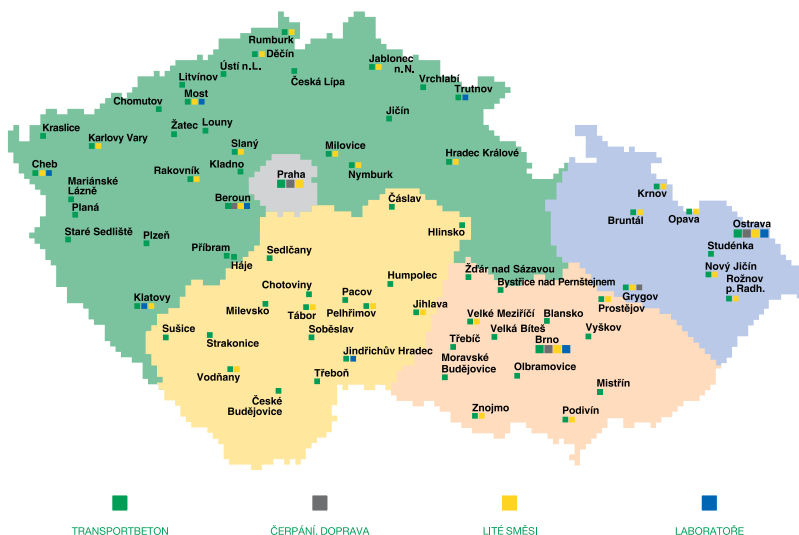 Rumburk
Děčín
Ústí n.L.
Česká Lípa
Jablonec
n.N.
Vrchlabí
Trutnov
Litvínov
Most
Chomutov
Žatec
Louny
Jičín
Kraslice
Karlovy Vary
Slaný
Milovice
Hradec Králové
Cheb
Rakovník
Kladno
Praha
Nymburk
Mariánské
Lázně
Planá
Beroun
Čáslav
Krnov
Staré Sedliště
Plzeň
Příbram
Háje
Sedlčany
Hlinsko
Bruntál
Opava
Ostrava
Studénka
Klatovy
Chotoviny
Milevsko
Tábor
Pacov
Pelhřimov
Humpolec
Jihlava
Žďár nad Sázavou
Bystřice nad Pernštejnem
Nový Jičín
Rožnov
p. Radh.
Grygov
Prostějov
Sušice
Strakonice
Soběslav
Velké Meziříčí
Velká Bíteš
Blansko
Vyškov
Třebíč
Brno
Jindřichův Hradec
Moravské
Budějovice
Olbramovice
Vodňany
Třeboň
Mistřín
České
Budějovice
Znojmo
Podivín
TRANSPORTBETON
ČERPÁNÍ, DOPRAVA
LITÉ SMĚSI
LABORATOŘE